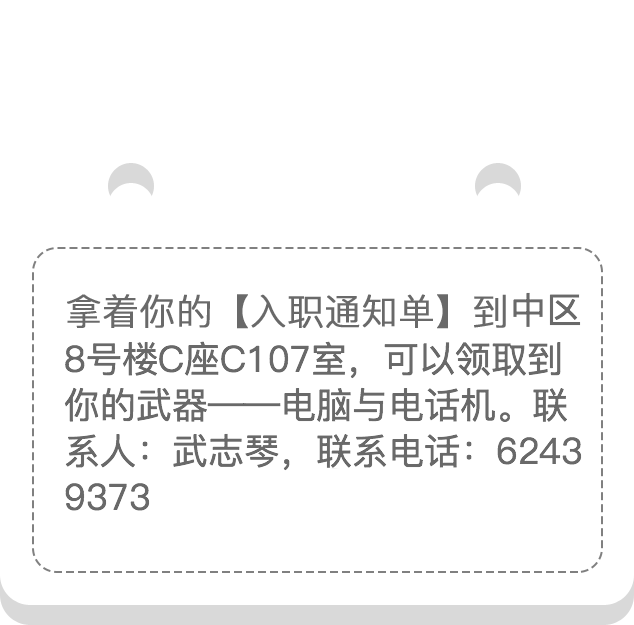 拿着你的【入职通知单】到中区
8号楼C座C107室，可以领取到
你的武器——电脑与电话机。联
系人：武志琴，联系电话：6243
9373